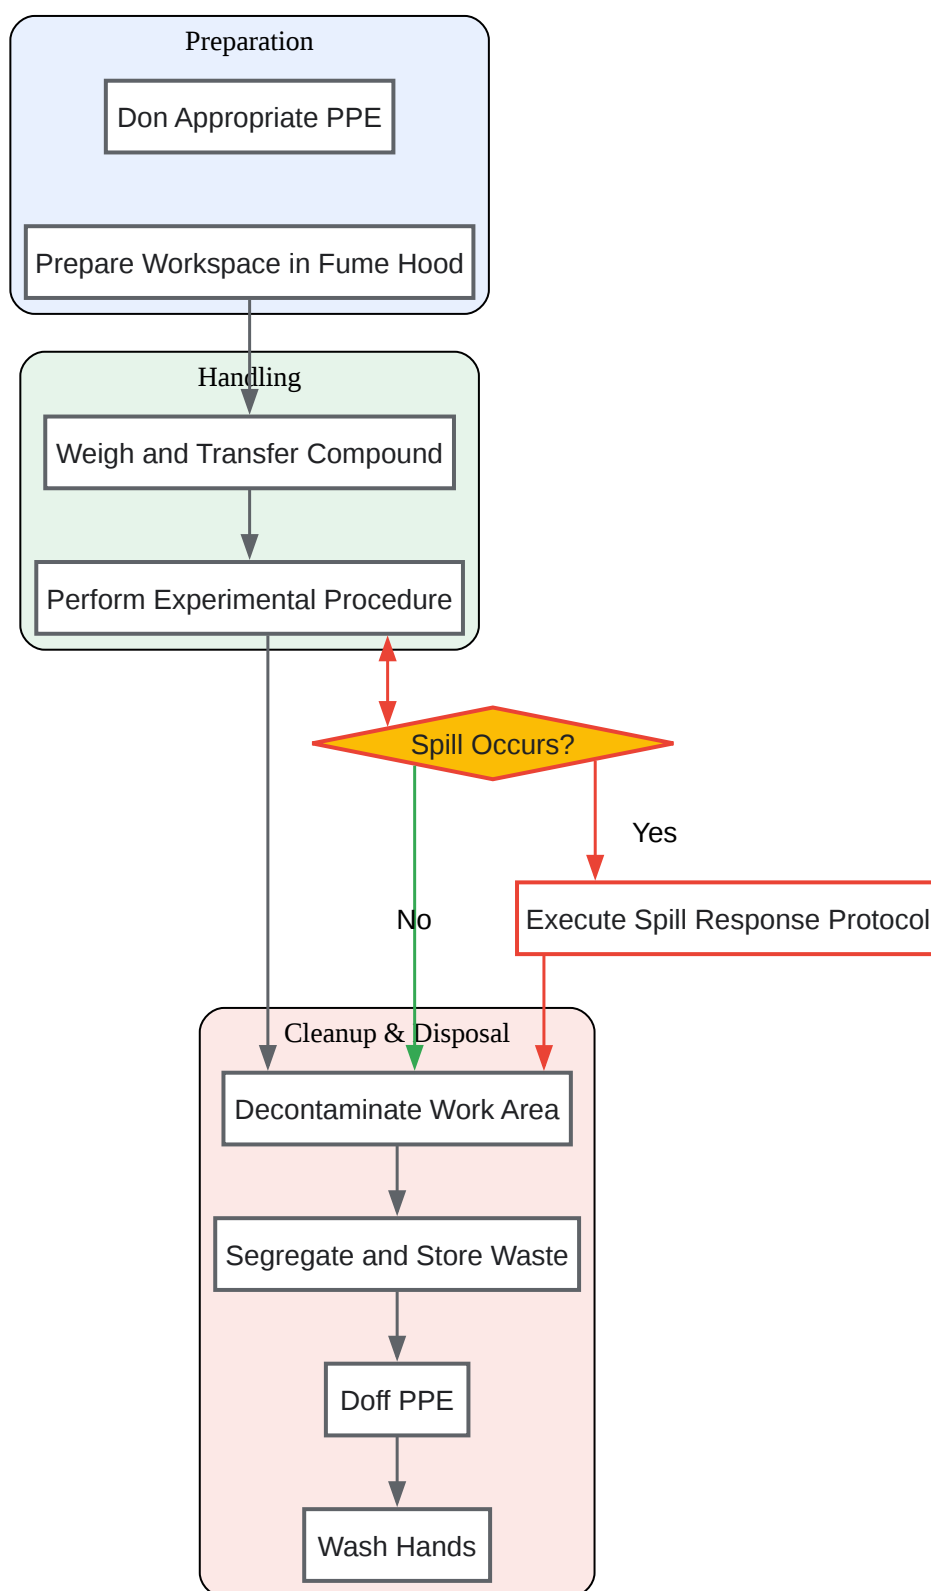 Preparation
Don Appropriate PPE
Prepare Workspace in Fume Hood
Handling
Weigh and Transfer Compound
Perform Experimental Procedure
Spill Occurs?
Yes
No
Execute Spill Response Protocol
Cleanup & Disposal
Decontaminate Work Area
Segregate and Store Waste
Doff PPE
Wash Hands